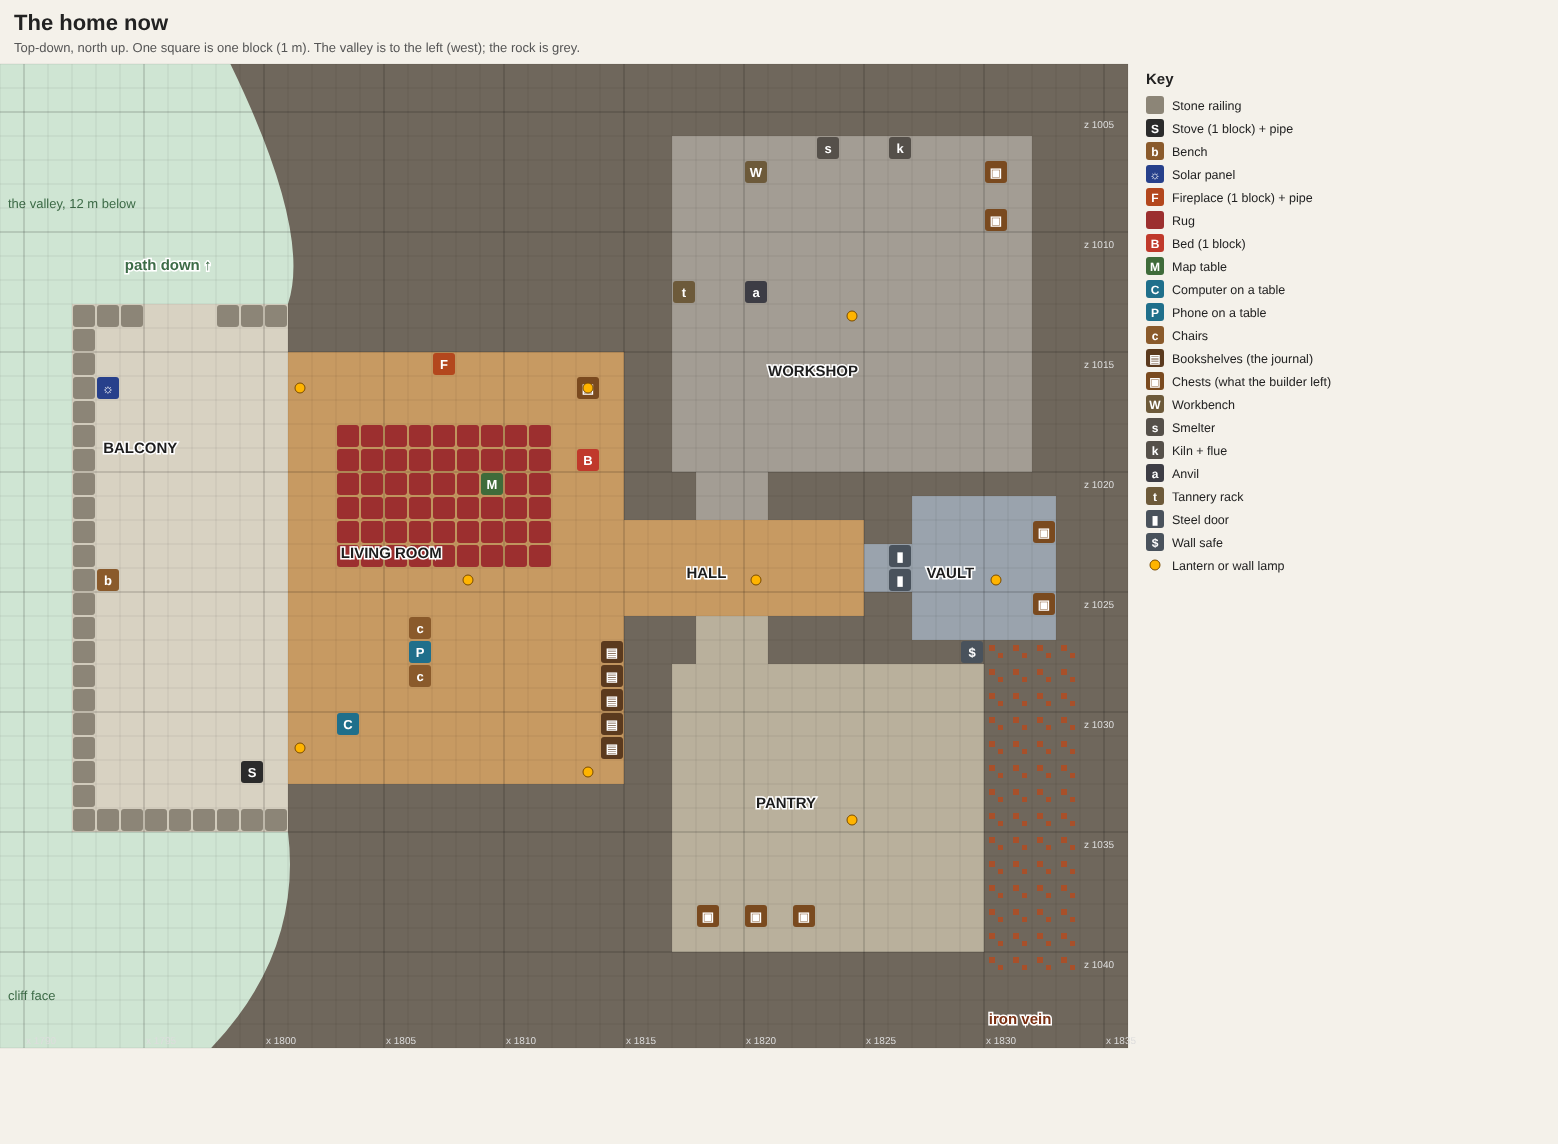 The home now
Top-down, north up. One square is one block (1 m). The valley is to the left (west); the rock is grey.
Key
Stone railing
S Stove (1 block) + pipe
b Bench
☼ Solar panel
F Fireplace (1 block) + pipe
Rug
B Bed (1 block)
M Map table
C Computer on a table
P Phone on a table
c Chairs
▤ Bookshelves (the journal)
▣ Chests (what the builder left)
W Workbench
s Smelter
k Kiln + flue
a Anvil
t Tannery rack
▮ Steel door
$ Wall safe
Lantern or wall lamp
z 1005
s
k
W
▣
the valley, 12 m below
▣
z 1010
path down ↑
t
a
z 1015
F
WORKSHOP
☼
BALCONY
B
M
z 1020
▣
LIVING ROOM
▮
HALL
VAULT
b
▮
z 1025
▣
c
P
▤
$
c
▤
▤
C
▤
z 1030
▤
S
PANTRY
z 1035
▣
▣
▣
z 1040
cliff face
iron vein
x 1800
x 1805
x 1810
x 1815
x 1820
x 1825
x 1830